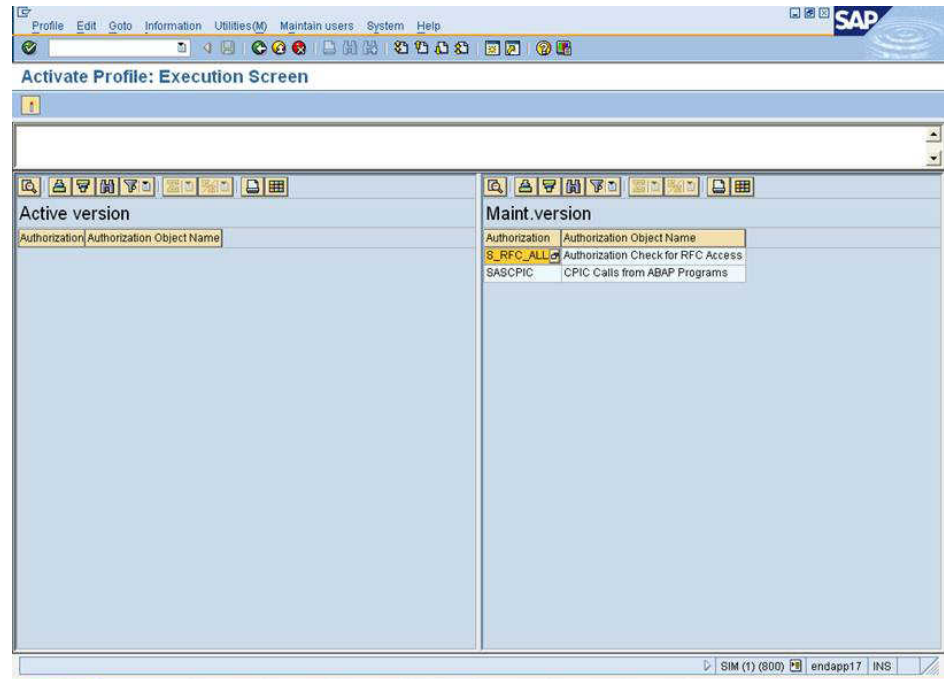 Profile Edit Goto Information Utilities(M) Maintain users System Help
SAP
Activate Profile: Execution Screen
Active version
Authorization Authorization Object Name
Maint.version
Authorization Authorization Object Name
S_RFC_ALL Authorization Check for RFC Access
SASCPIC CPIC Calls from ABAP Programs
SIM (1) (800) endapp17 INS